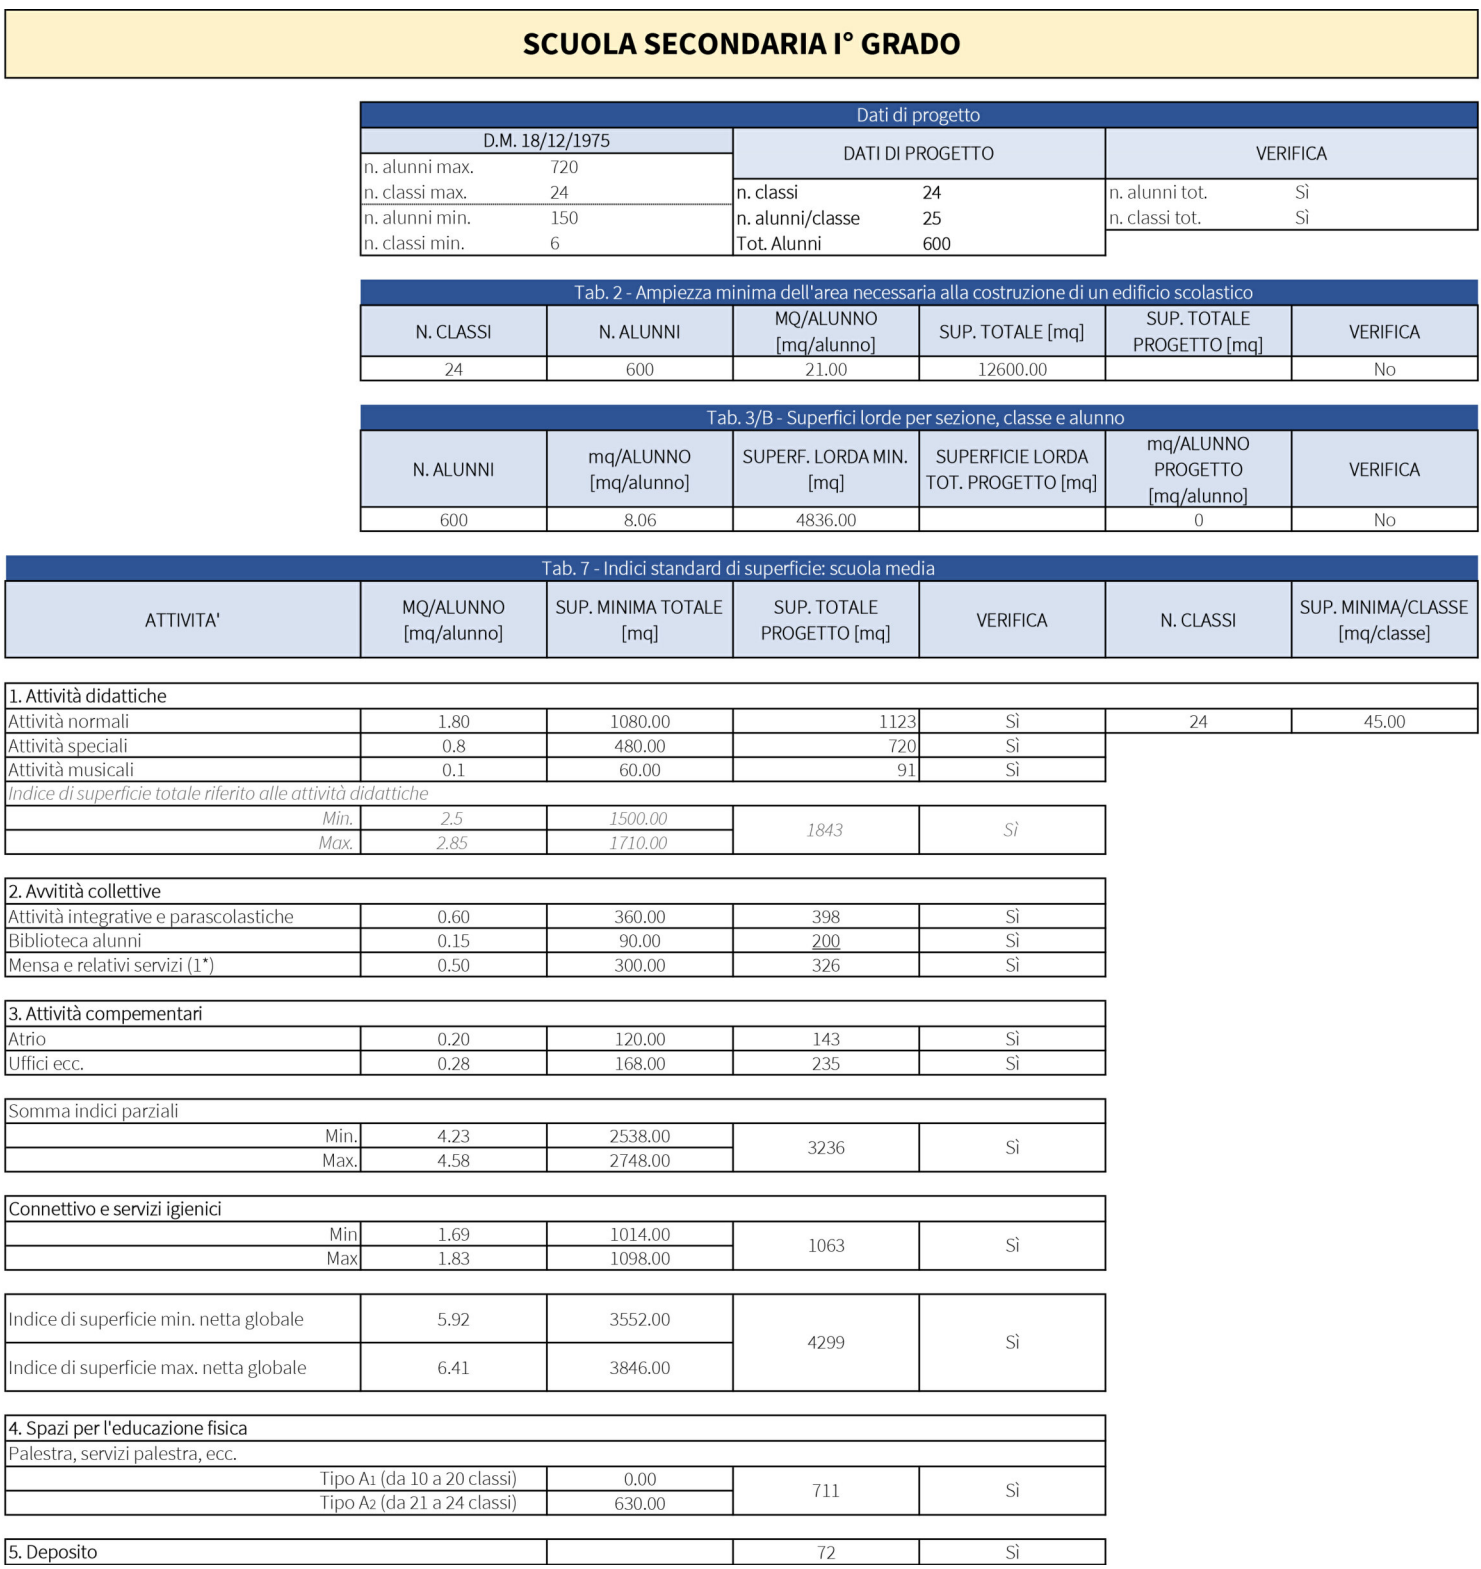 SCUOLA SECONDARIA I° GRADO
Dati di progetto
D.M. 18/12/1975 DATI DI PROGETTO VERIFICA
n. alunni max. 720
n. classi max. 24 n. classi 24 n. alunni tot. Sì
n. alunni min. 150 n. alunni/classe 25 n. classi tot. Sì
n. classi min. 6 Tot. Alunni 600
Tab. 2 - Ampiezza minima dell'area necessaria alla costruzione di un edificio scolastico
N. CLASSI N. ALUNNI MQ/ALUNNO [mq/alunno] SUP. TOTALE [mq] SUP. TOTALE PROGETTO [mq] VERIFICA
24 600 21.00 12600.00 No
Tab. 3/B - Superfici lorde per sezione, classe e alunno
N. ALUNNI mq/ALUNNO [mq/alunno] SUPERF. LORDA MIN. [mq] SUPERFICIE LORDA TOT. PROGETTO [mq] mq/ALUNNO PROGETTO [mq/alunno] VERIFICA
600 8.06 4836.00 0 No
Tab. 7 - Indici standard di superficie: scuola media
ATTIVITA' MQ/ALUNNO [mq/alunno] SUP. MINIMA TOTALE [mq] SUP. TOTALE PROGETTO [mq] VERIFICA N. CLASSI SUP. MINIMA/CLASSE [mq/classe]
1. Attività didattiche
Attività normali 1.80 1080.00 1123 Sì 24 45.00
Attività speciali 0.8 480.00 720 Sì
Attività musicali 0.1 60.00 91 Sì
Indice di superficie totale riferito alle attività didattiche
Min. 2.5 1500.00 1843 Sì
Max. 2.85 1710.00
2. Avvitità collettive
Attività integrative e parascolastiche 0.60 360.00 398 Sì
Biblioteca alunni 0.15 90.00 200 Sì
Mensa e relativi servizi (1*) 0.50 300.00 326 Sì
3. Attività compementari
Atrio 0.20 120.00 143 Sì
Uffici ecc. 0.28 168.00 235 Sì
Somma indici parziali
Min. 4.23 2538.00 3236 Sì
Max. 4.58 2748.00
Connettivo e servizi igienici
Min 1.69 1014.00 1063 Sì
Max 1.83 1098.00
Indice di superficie min. netta globale 5.92 3552.00 4299 Sì
Indice di superficie max. netta globale 6.41 3846.00
4. Spazi per l'educazione fisica
Palestra, servizi palestra, ecc.
Tipo A1 (da 10 a 20 classi) 0.00 711 Sì
Tipo A2 (da 21 a 24 classi) 630.00
5. Deposito 72 Sì